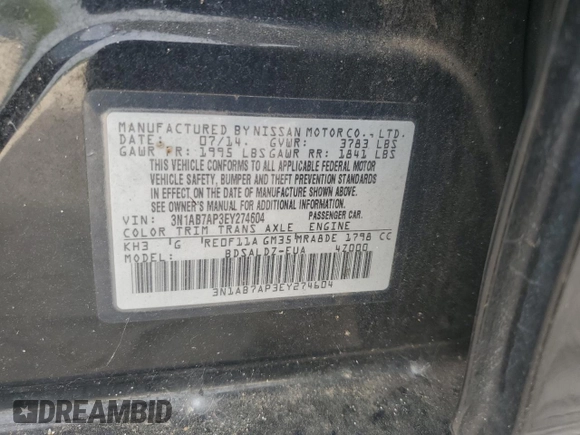 MANUFACTURED BY NISSAN MOTOR CO., LTD.
DATE: 07/14 GVWR: 3783 LBS
GAWR FR: 1995 LBS GAWR RR: 1841 LBS
THIS VEHICLE CONFORMS TO ALL APPLICABLE FEDERAL MOTOR
VEHICLE SAFETY, BUMPER AND THEFT PREVENTION STANDARDS
IN EFFECT ON THE DATE OF MANUFACTURE SHOWN ABOVE.
SEE OWNER'S MANUAL FOR ADDITIONAL INFORMATION
VIN: 3N1AB7AP3EY274604 PASSENGER CAR
COLOR TRIM TRANS AXLE ENGINE
KH3 G RE0F11A GM35 MRA8DE 1798 CC
BDSALDZ-EUA 4Z000
3N1AB7AP3EY274604
DREAMBID